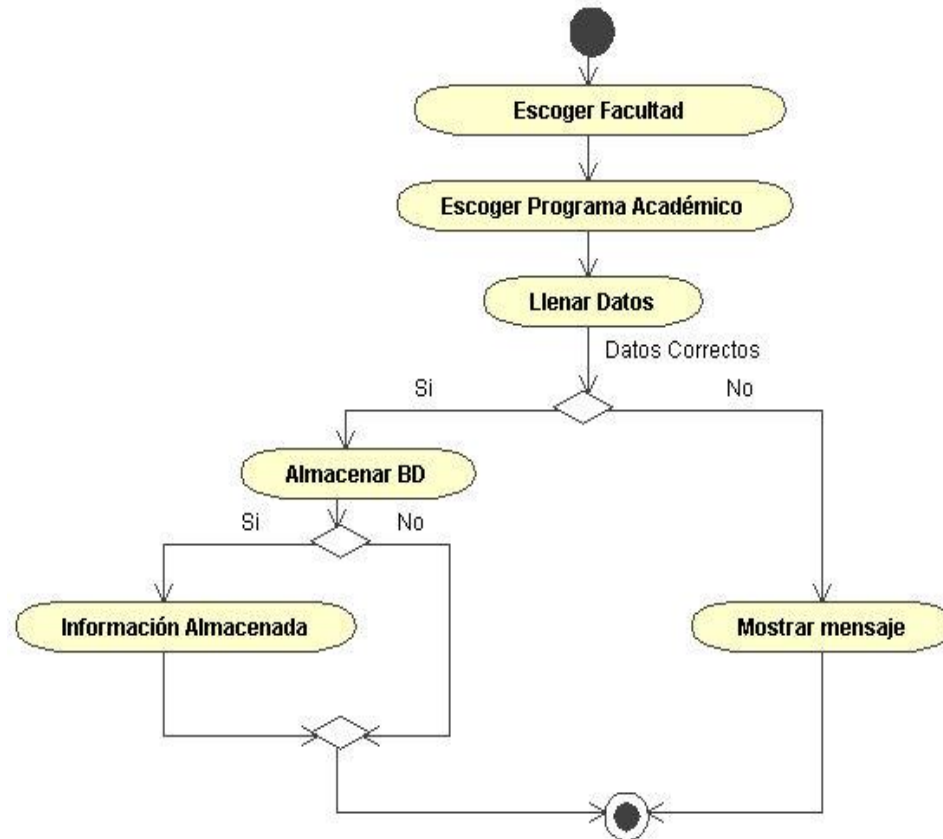 Escoger Facultad
Escoger Programa Académico
Llenar Datos
Datos Correctos
Si
No
Almacenar BD
Si
No
Información Almacenada
Mostrar mensaje